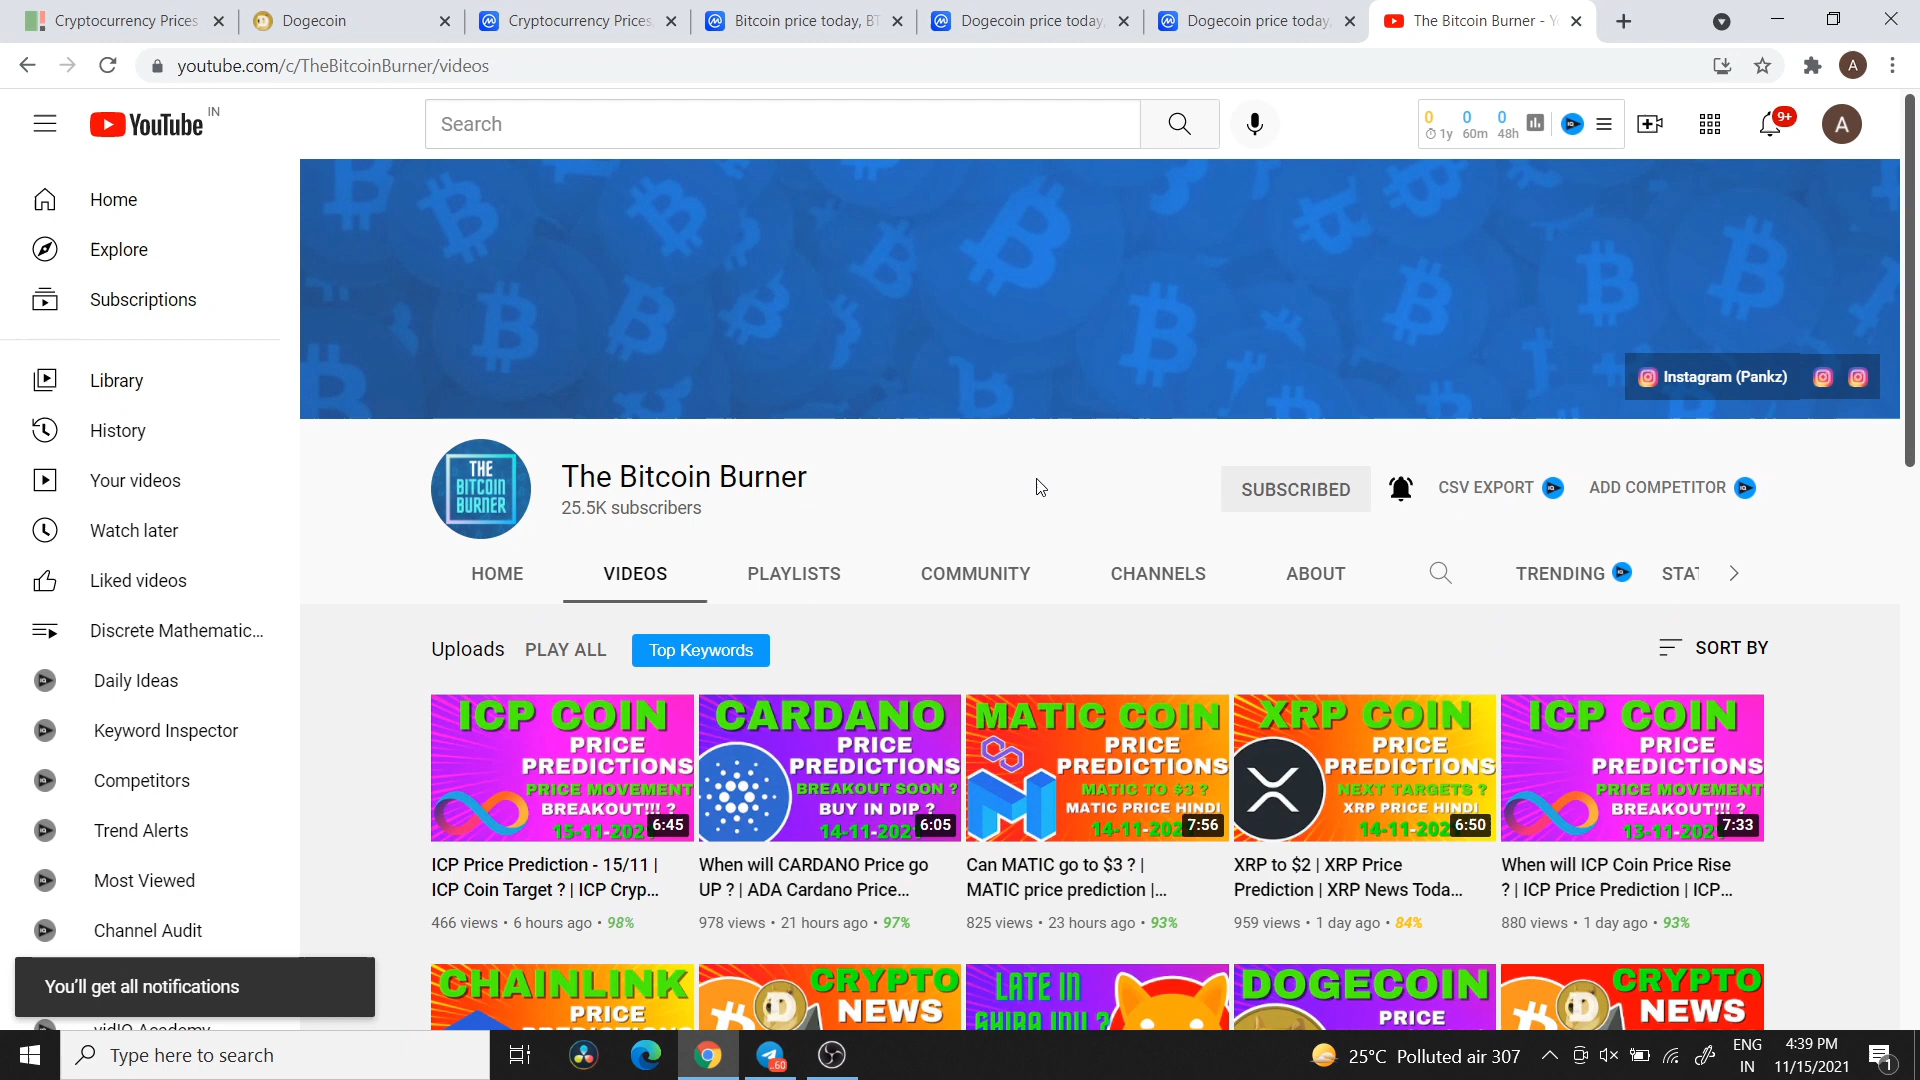 Cryptocurrency Prices
Dogecoin
Cryptocurrency Prices,
Bitcoin price today, BT
Dogecoin price today,
Dogecoin price today,
The Bitcoin Burner - Y
youtube.com/c/TheBitcoinBurner/videos
A
YouTube IN
Search
0 0 0
1y 60m 48h
9+
A
Home
Explore
Subscriptions
Library
History
Your videos
Watch later
Liked videos
Discrete Mathematic...
Daily Ideas
Keyword Inspector
Competitors
Trend Alerts
Most Viewed
Channel Audit
You'll get all notifications
Instagram (Pankz)
THE
BITCOIN
BURNER
The Bitcoin Burner
25.5K subscribers
SUBSCRIBED
CSV EXPORT
ADD COMPETITOR
HOME
VIDEOS
PLAYLISTS
COMMUNITY
CHANNELS
ABOUT
TRENDING
STAT
Uploads
PLAY ALL
Top Keywords
SORT BY
ICP COIN
PRICE
PREDICTIONS
PRICE MOVEMENT
BREAKOUT!!! ?
15-11-202
6:45
ICP Price Prediction - 15/11 |
ICP Coin Target ? | ICP Cryp...
466 views • 6 hours ago • 98%
CARDANO
PRICE
PREDICTIONS
BREAKOUT SOON ?
BUY IN DIP ?
14-11-202
6:05
When will CARDANO Price go
UP ? | ADA Cardano Price...
978 views • 21 hours ago • 97%
MATIC COIN
PRICE
PREDICTIONS
MATIC TO $3 ?
MATIC PRICE HINDI
14-11-202
7:56
Can MATIC go to $3 ? |
MATIC price prediction |...
825 views • 23 hours ago • 93%
XRP COIN
PRICE
PREDICTIONS
NEXT TARGETS ?
XRP PRICE HINDI
14-11-202
6:50
XRP to $2 | XRP Price
Prediction | XRP News Toda...
959 views • 1 day ago • 84%
ICP COIN
PRICE
PREDICTIONS
PRICE MOVEMENT
BREAKOUT!!! ?
13-11-202
7:33
When will ICP Coin Price Rise
? | ICP Price Prediction | ICP...
880 views • 1 day ago • 93%
CHAINLINK
PRICE
PREDICTIONS
CRYPTO
NEWS
LATE IN
SHIBA INU ?
DOGECOIN
PRICE
CRYPTO
NEWS
vidIQ Academy
Type here to search
60
25°C Polluted air 307
ENG
IN
4:39 PM
11/15/2021
1